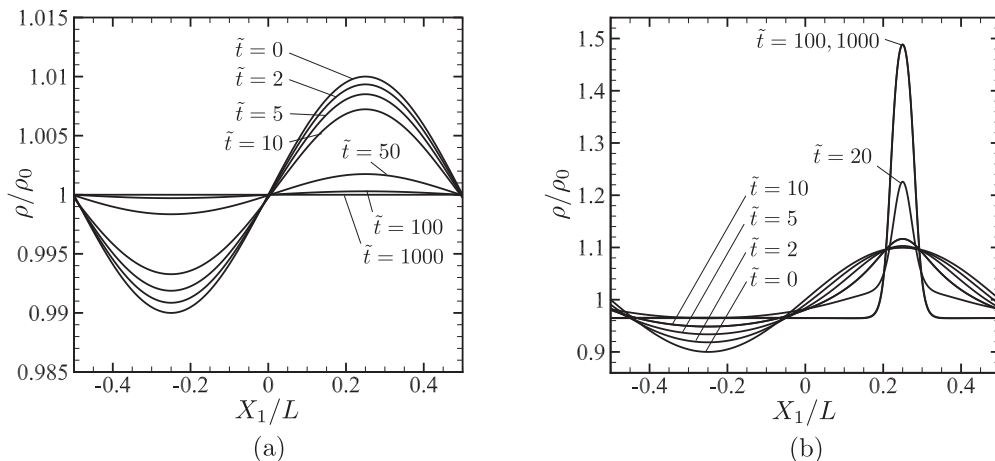 1.015
1.01
1.005
1
0.995
0.99
0.985
ρ/ρ₀
t̃ = 0
t̃ = 2
t̃ = 5
t̃ = 10
t̃ = 50
t̃ = 100
t̃ = 1000
-0.4 -0.2 0 0.2 0.4
X₁/L
(a)
1.5
1.4
1.3
1.2
1.1
1
0.9
ρ/ρ₀
t̃ = 100, 1000
t̃ = 20
t̃ = 10
t̃ = 5
t̃ = 2
t̃ = 0
-0.4 -0.2 0 0.2 0.4
X₁/L
(b)